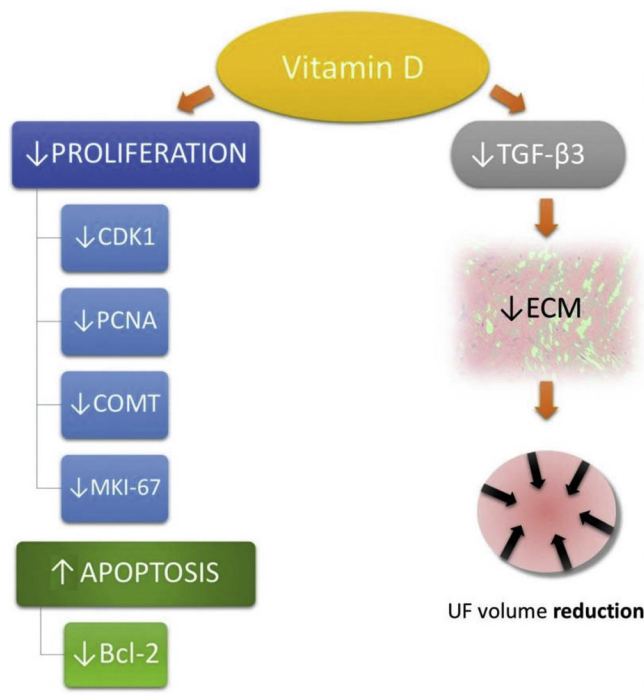 Vitamin D
↓PROLIFERATION
↓CDK1
↓PCNA
↓COMT
↓MKI-67
↑ APOPTOSIS
↓Bcl-2
↓TGF-β3
↓ECM
UF volume reduction